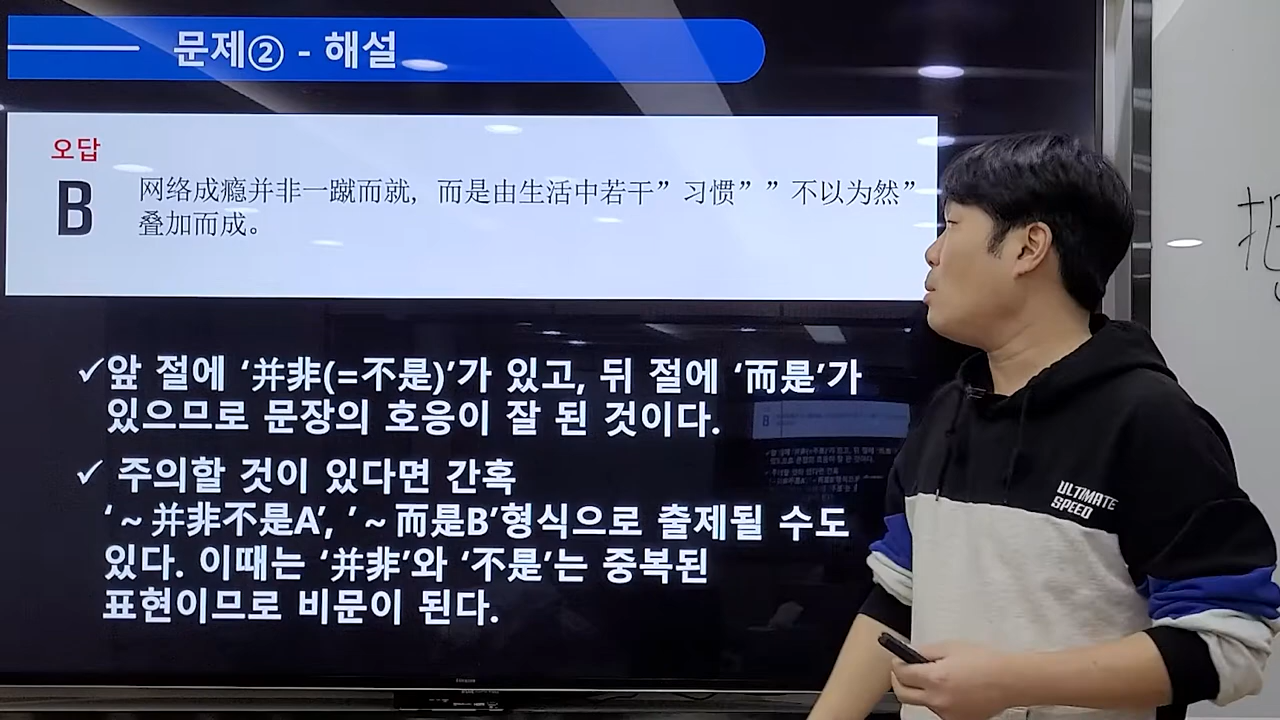 문제② - 해설
오답
B
网络成瘾并非一蹴而就，而是由生活中若干”习惯””不以为然”
叠加而成。
✓앞 절에 ‘并非(=不是)’가 있고, 뒤 절에 ‘而是’가
있으므로 문장의 호응이 잘 된 것이다.
✓ 주의할 것이 있다면 간혹
‘～并非不是A’, ’～而是B’형식으로 출제될 수도
있다. 이때는 ‘并非’와 ‘不是’는 중복된
표현이므로 비문이 된다.
ULTIMATE
SPEED
SAMSUNG